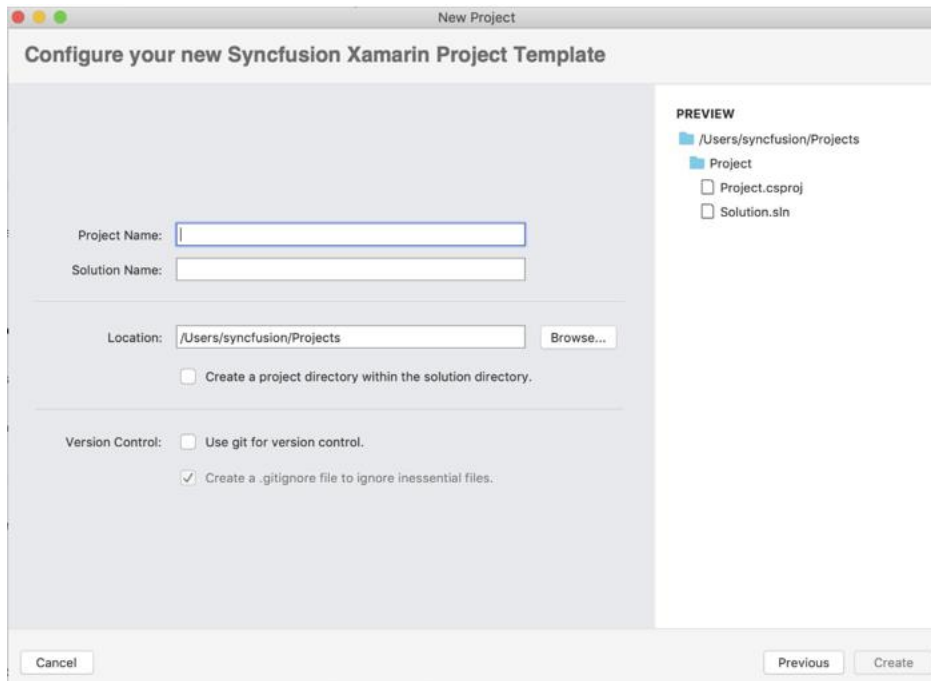 New Project
Configure your new Syncfusion Xamarin Project Template
PREVIEW
/Users/syncfusion/Projects
Project
Project.csproj
Solution.sln
Project Name:
Solution Name:
Location: /Users/syncfusion/Projects Browse...
Create a project directory within the solution directory.
Version Control: Use git for version control.
Create a .gitignore file to ignore inessential files.
Cancel Previous Create